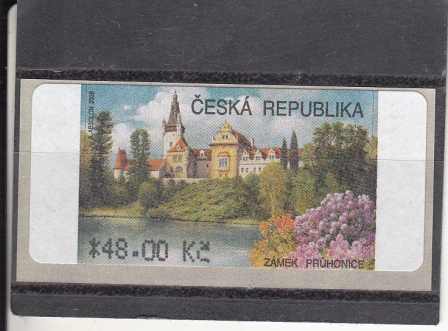 ČESKÁ REPUBLIKA
*48.00 Kč
ZÁMEK PRŮHONICE